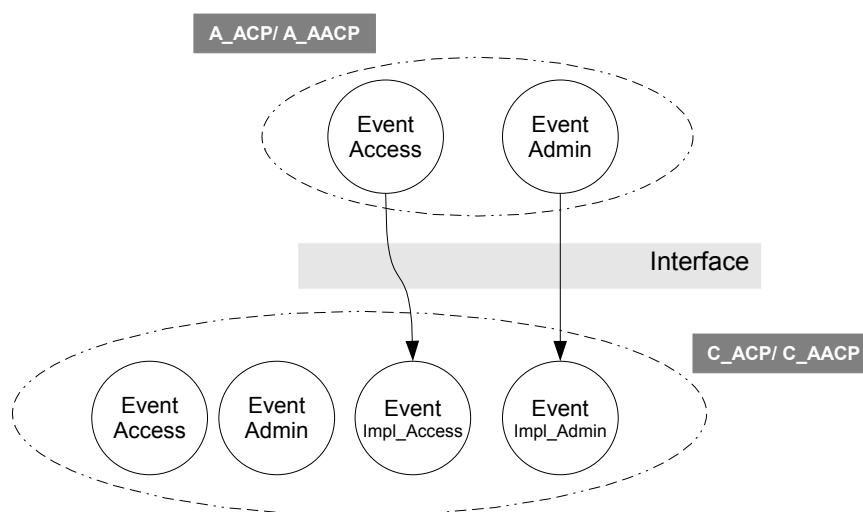 A_ACP/ A_AACP
Event
Access
Event
Admin
Interface
C_ACP/ C_AACP
Event
Access
Event
Admin
Event
Impl_Access
Event
Impl_Admin